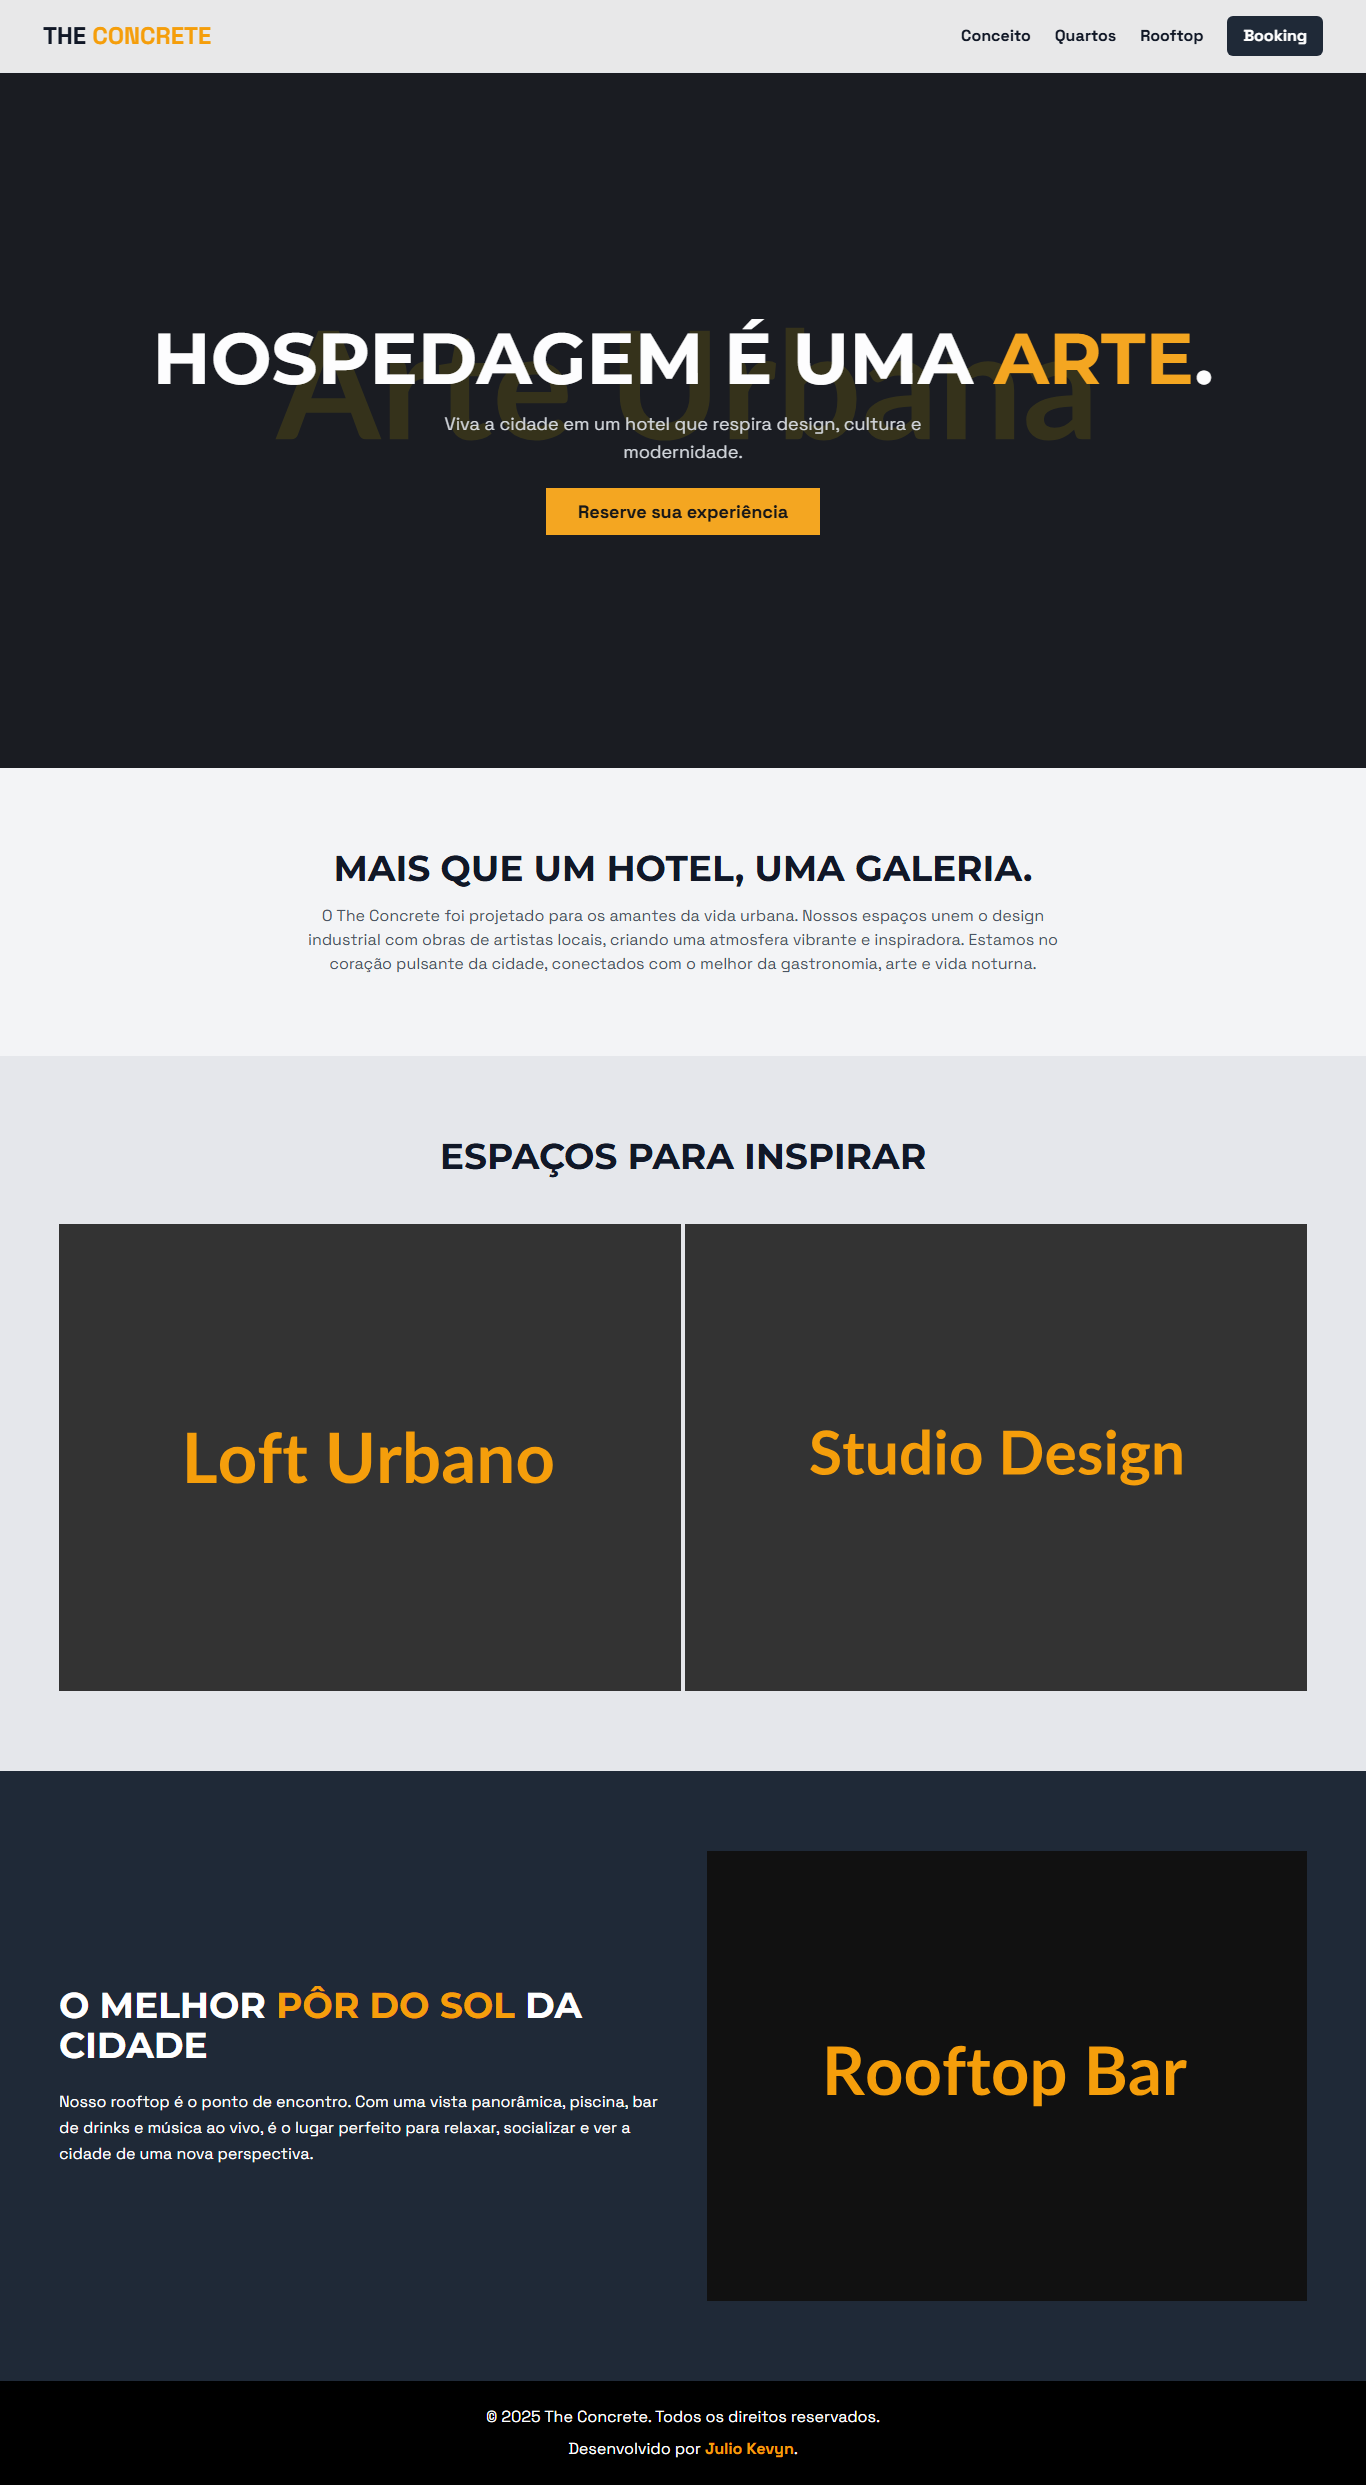 THE CONCRETE
Conceito
Quartos
Rooftop
Booking
Arte Urbana
HOSPEDAGEM É UMA ARTE.
Viva a cidade em um hotel que respira design, cultura e
modernidade.
Reserve sua experiência
MAIS QUE UM HOTEL, UMA GALERIA.
O The Concrete foi projetado para os amantes da vida urbana. Nossos espaços unem o design
industrial com obras de artistas locais, criando uma atmosfera vibrante e inspiradora. Estamos no
coração pulsante da cidade, conectados com o melhor da gastronomia, arte e vida noturna.
ESPAÇOS PARA INSPIRAR
Loft Urbano
Studio Design
O MELHOR PÔR DO SOL DA
CIDADE
Nosso rooftop é o ponto de encontro. Com uma vista panorâmica, piscina, bar
de drinks e música ao vivo, é o lugar perfeito para relaxar, socializar e ver a
cidade de uma nova perspectiva.
Rooftop Bar
© 2025 The Concrete. Todos os direitos reservados.
Desenvolvido por Julio Kevyn.